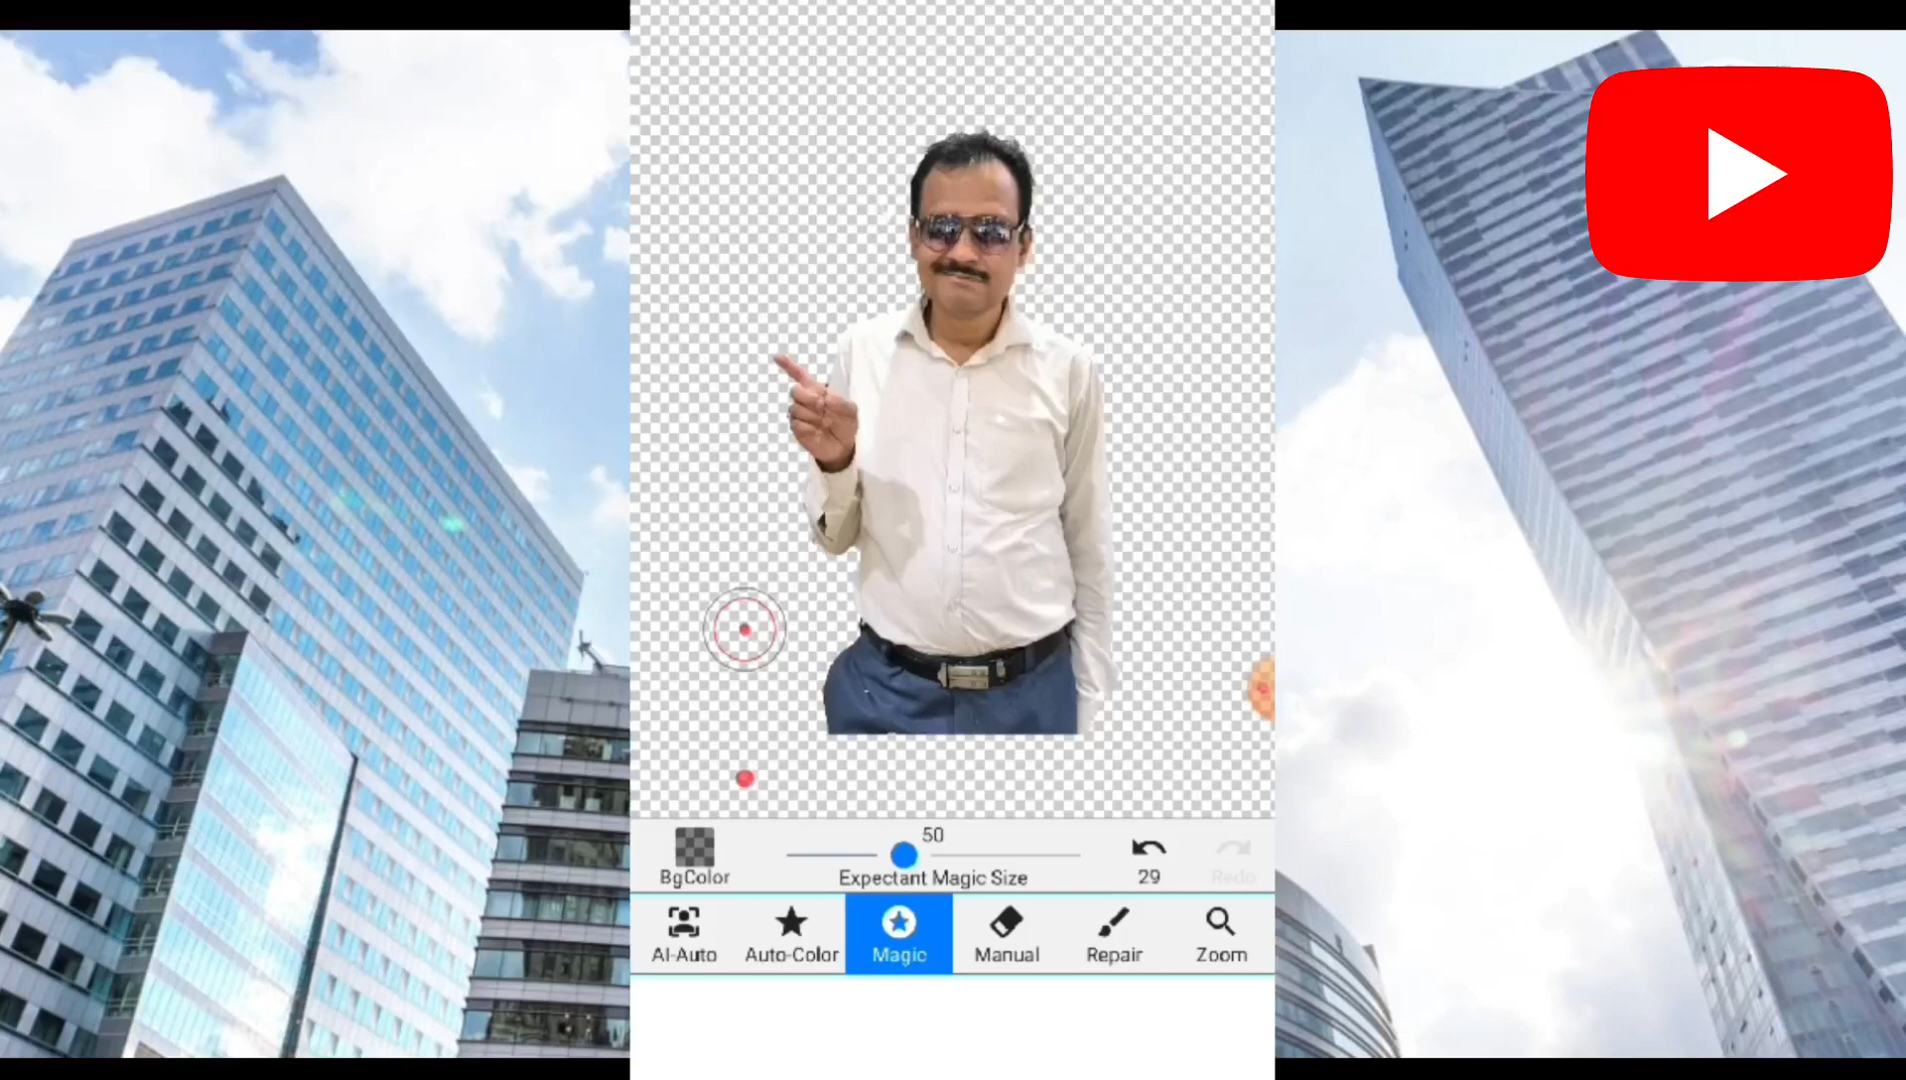 50
BgColor
Expectant Magic Size
29
Redo
AI-Auto
Auto-Color
Magic
Manual
Repair
Zoom